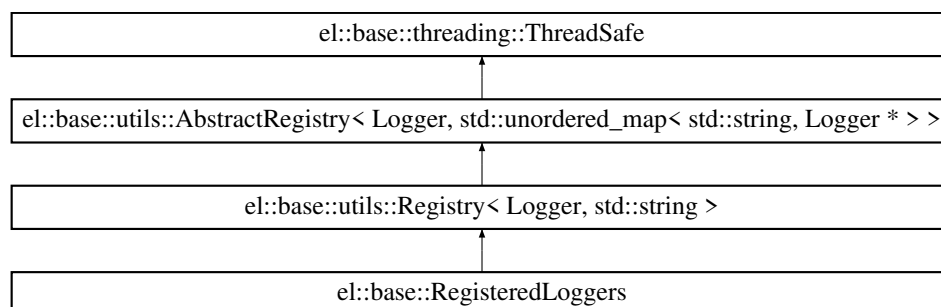 el::base::threading::ThreadSafe
el::base::utils::AbstractRegistry< Logger, std::unordered_map< std::string, Logger * > >
el::base::utils::Registry< Logger, std::string >
el::base::RegisteredLoggers